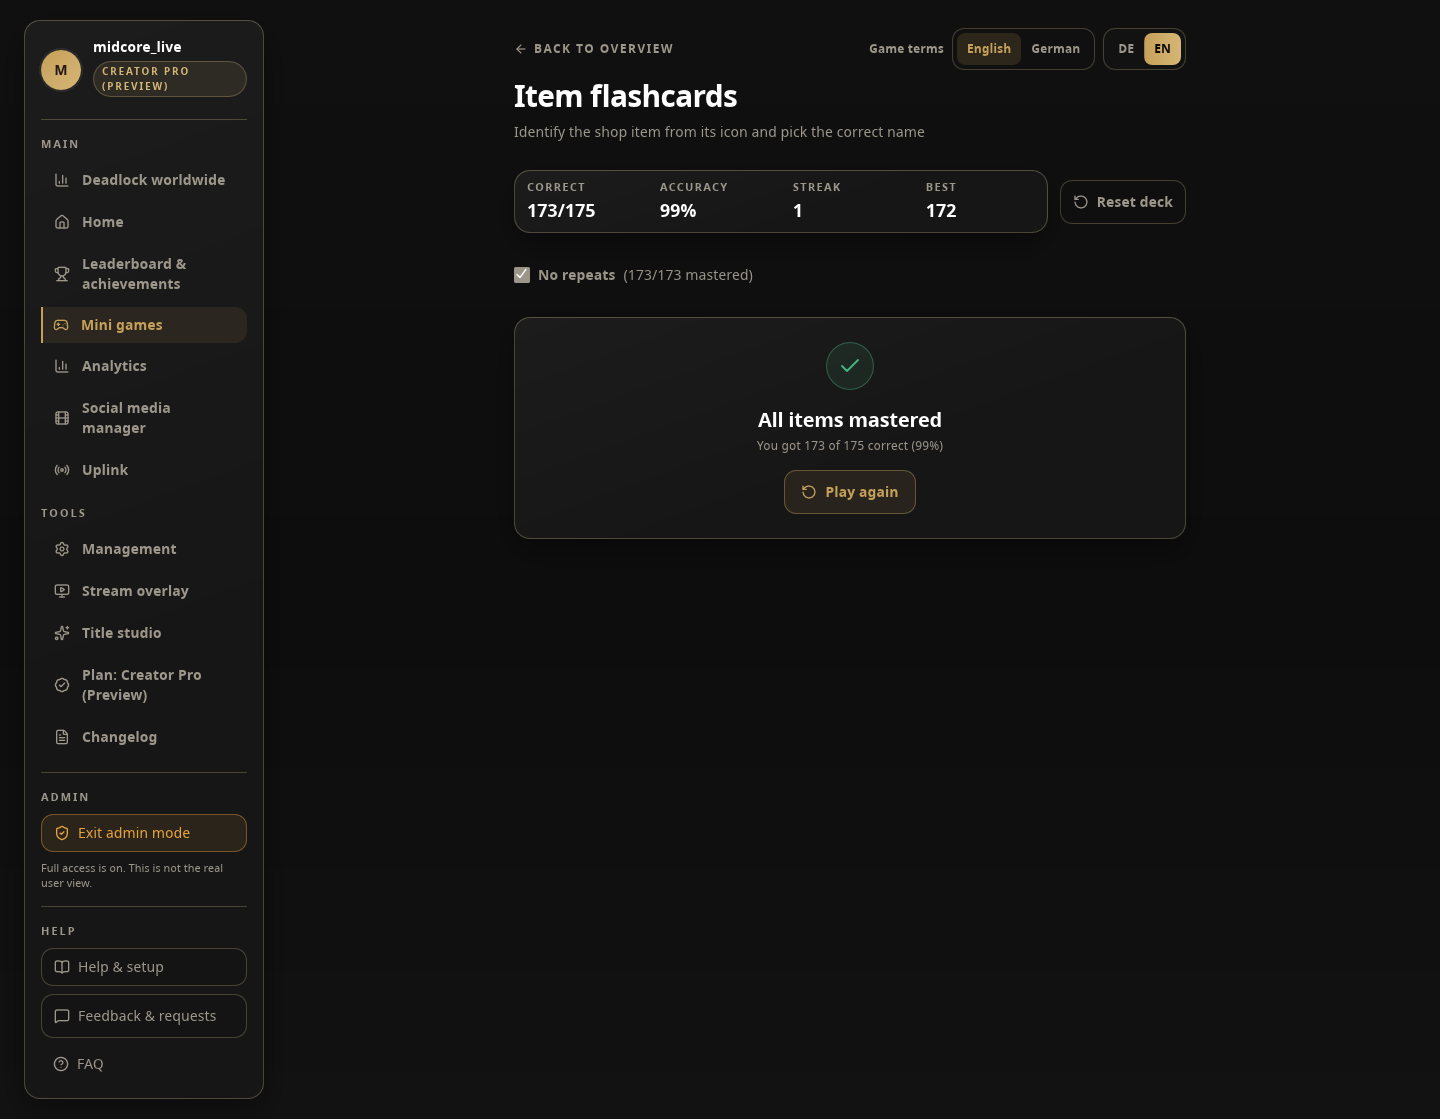 M
midcore_live
CREATOR PRO
(PREVIEW)
MAIN
Deadlock worldwide
Home
Leaderboard &
achievements
Mini games
Analytics
Social media
manager
Uplink
TOOLS
Management
Stream overlay
Title studio
Plan: Creator Pro
(Preview)
Changelog
ADMIN
Exit admin mode
Full access is on. This is not the real
user view.
HELP
Help & setup
Feedback & requests
FAQ
BACK TO OVERVIEW
Game terms English German DE EN
Item flashcards
Identify the shop item from its icon and pick the correct name
CORRECT ACCURACY STREAK BEST
173/175 99% 1 172
Reset deck
No repeats (173/173 mastered)
All items mastered
You got 173 of 175 correct (99%)
Play again